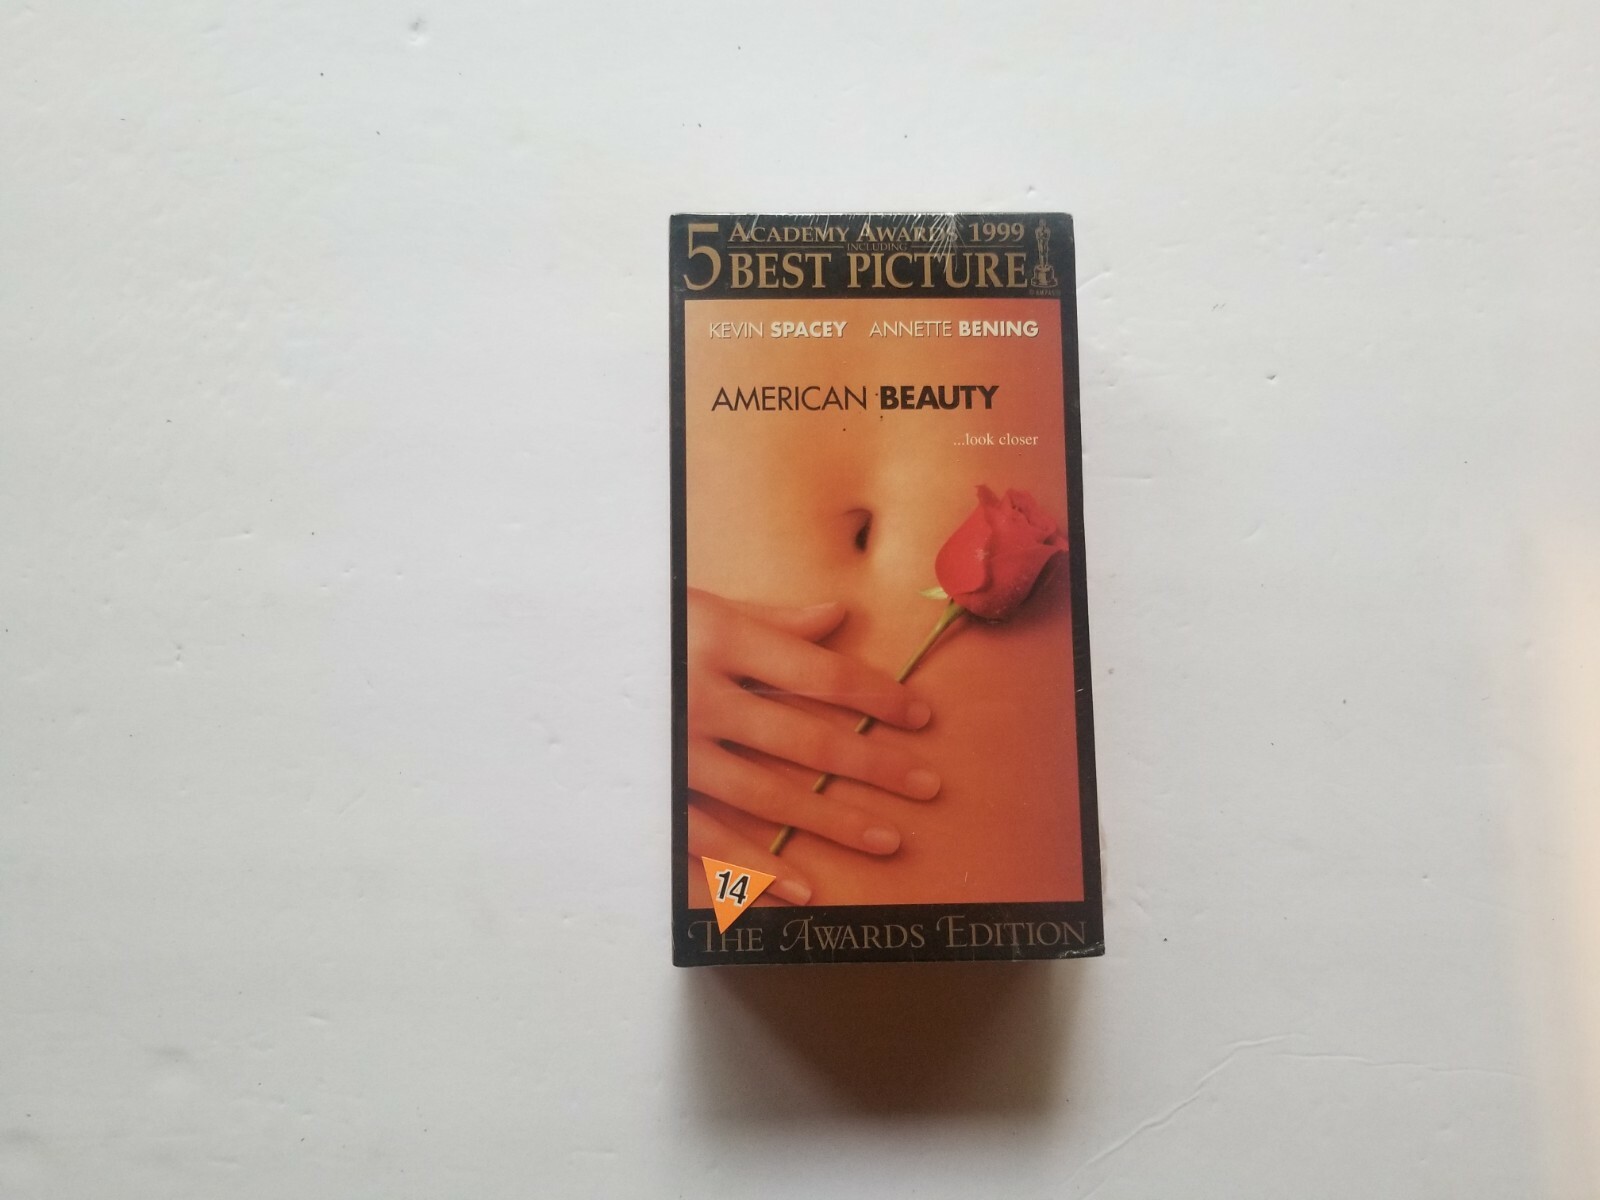 5 ACADEMY AWARDS 1999
INCLUDING
BEST PICTURE
KEVIN SPACEY ANNETTE BENING
AMERICAN BEAUTY
...look closer
14
THE AWARDS EDITION